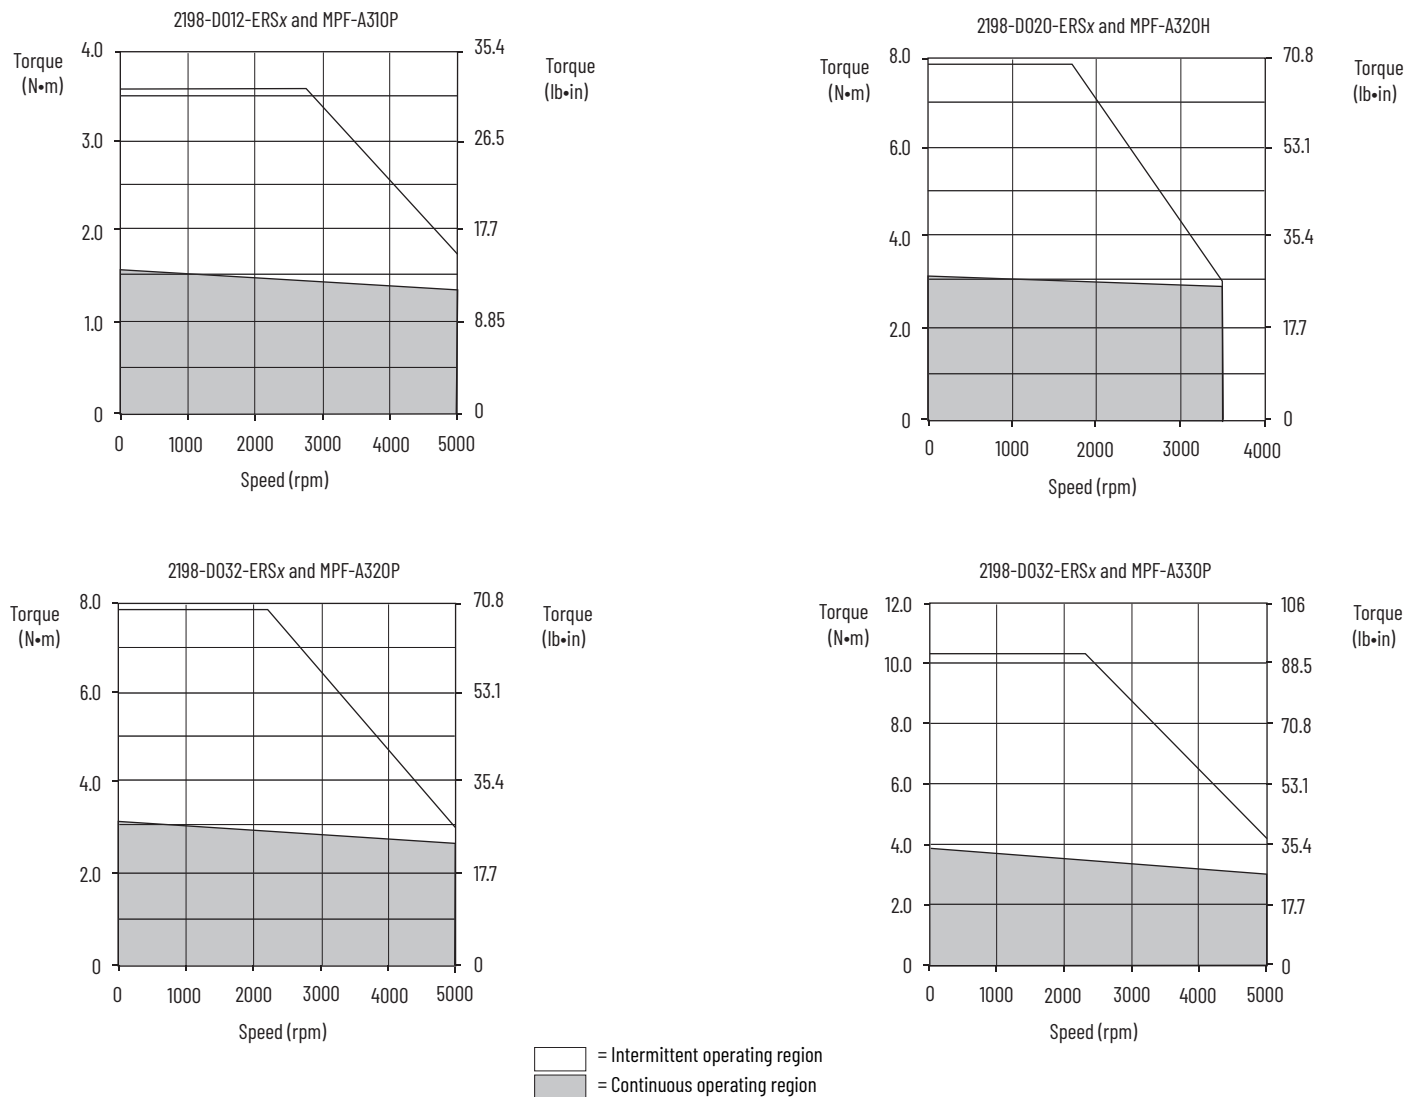 2198-D012-ERSx and MPF-A310P
Torque
(N•m)
4.0
3.0
2.0
1.0
0
35.4
26.5
17.7
8.85
0
Torque
(lb•in)
0 1000 2000 3000 4000 5000
Speed (rpm)
2198-D020-ERSx and MPF-A320H
Torque
(N•m)
8.0
6.0
4.0
2.0
0
70.8
53.1
35.4
17.7
0
Torque
(lb•in)
0 1000 2000 3000 4000
Speed (rpm)
2198-D032-ERSx and MPF-A320P
Torque
(N•m)
8.0
6.0
4.0
2.0
0
70.8
53.1
35.4
17.7
0
Torque
(lb•in)
0 1000 2000 3000 4000 5000
Speed (rpm)
2198-D032-ERSx and MPF-A330P
Torque
(N•m)
12.0
10.0
8.0
6.0
4.0
2.0
0
106
88.5
70.8
53.1
35.4
17.7
0
Torque
(lb•in)
0 1000 2000 3000 4000 5000
Speed (rpm)
= Intermittent operating region
= Continuous operating region